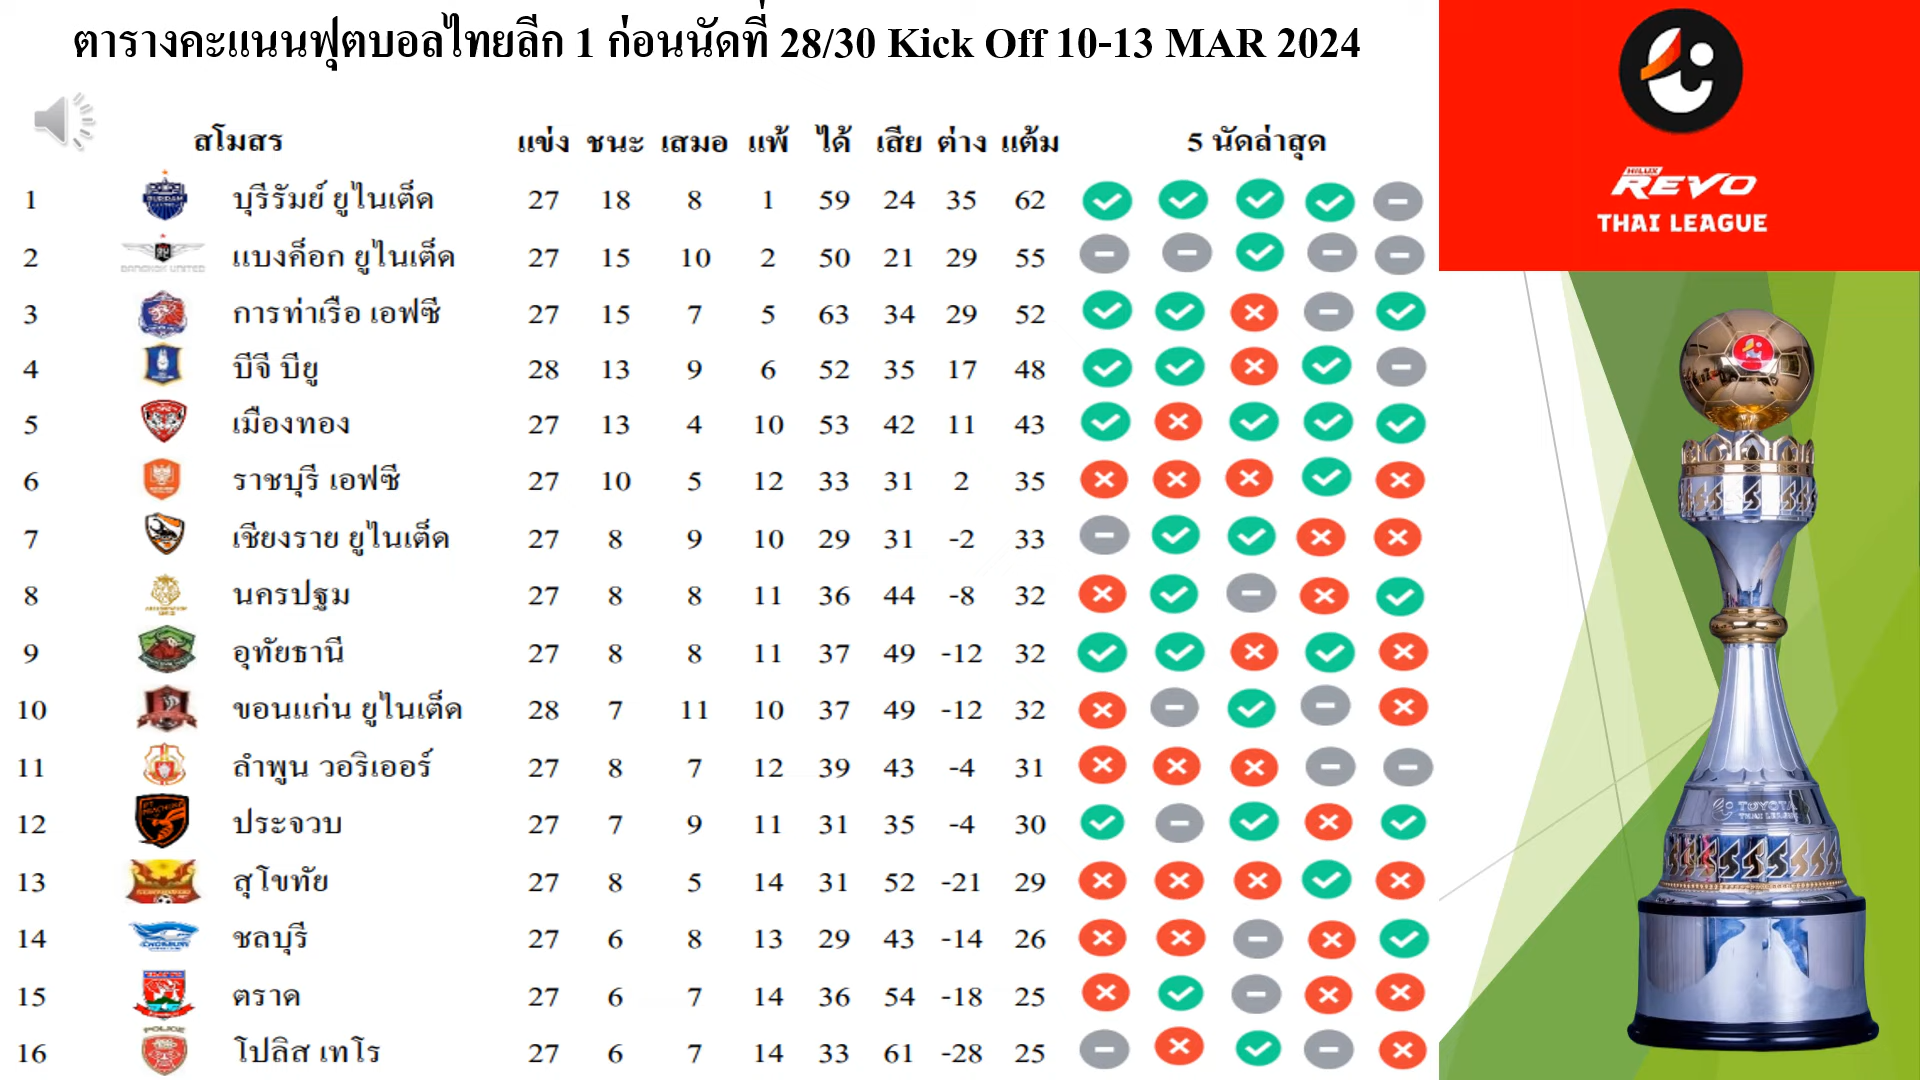 ตารางคะแนนฟุตบอลไทยลีก 1 ก่อนนัดที่ 28/30 Kick Off 10-13 MAR 2024
HILUX
REVO
THAI LEAGUE
สโมสร แข่ง ชนะ เสมอ แพ้ ได้ เสีย ต่าง แต้ม 5 นัดล่าสุด
1 บุรีรัมย์ ยูไนเต็ด 27 18 8 1 59 24 35 62
2 แบงค็อก ยูไนเต็ด 27 15 10 2 50 21 29 55
3 การท่าเรือ เอฟซี 27 15 7 5 63 34 29 52
4 บีจี บียู 28 13 9 6 52 35 17 48
5 เมืองทอง 27 13 4 10 53 42 11 43
6 ราชบุรี เอฟซี 27 10 5 12 33 31 2 35
7 เชียงราย ยูไนเต็ด 27 8 9 10 29 31 -2 33
8 นครปฐม 27 8 8 11 36 44 -8 32
9 อุทัยธานี 27 8 8 11 37 49 -12 32
10 ขอนแก่น ยูไนเต็ด 28 7 11 10 37 49 -12 32
11 ลำพูน วอริเออร์ 27 8 7 12 39 43 -4 31
12 ประจวบ 27 7 9 11 31 35 -4 30
13 สุโขทัย 27 8 5 14 31 52 -21 29
14 ชลบุรี 27 6 8 13 29 43 -14 26
15 ตราด 27 6 7 14 36 54 -18 25
16 โปลิส เทโร 27 6 7 14 33 61 -28 25
BANGKOK UNITED
POLICE
TOYOTA
THAI LEAGUE